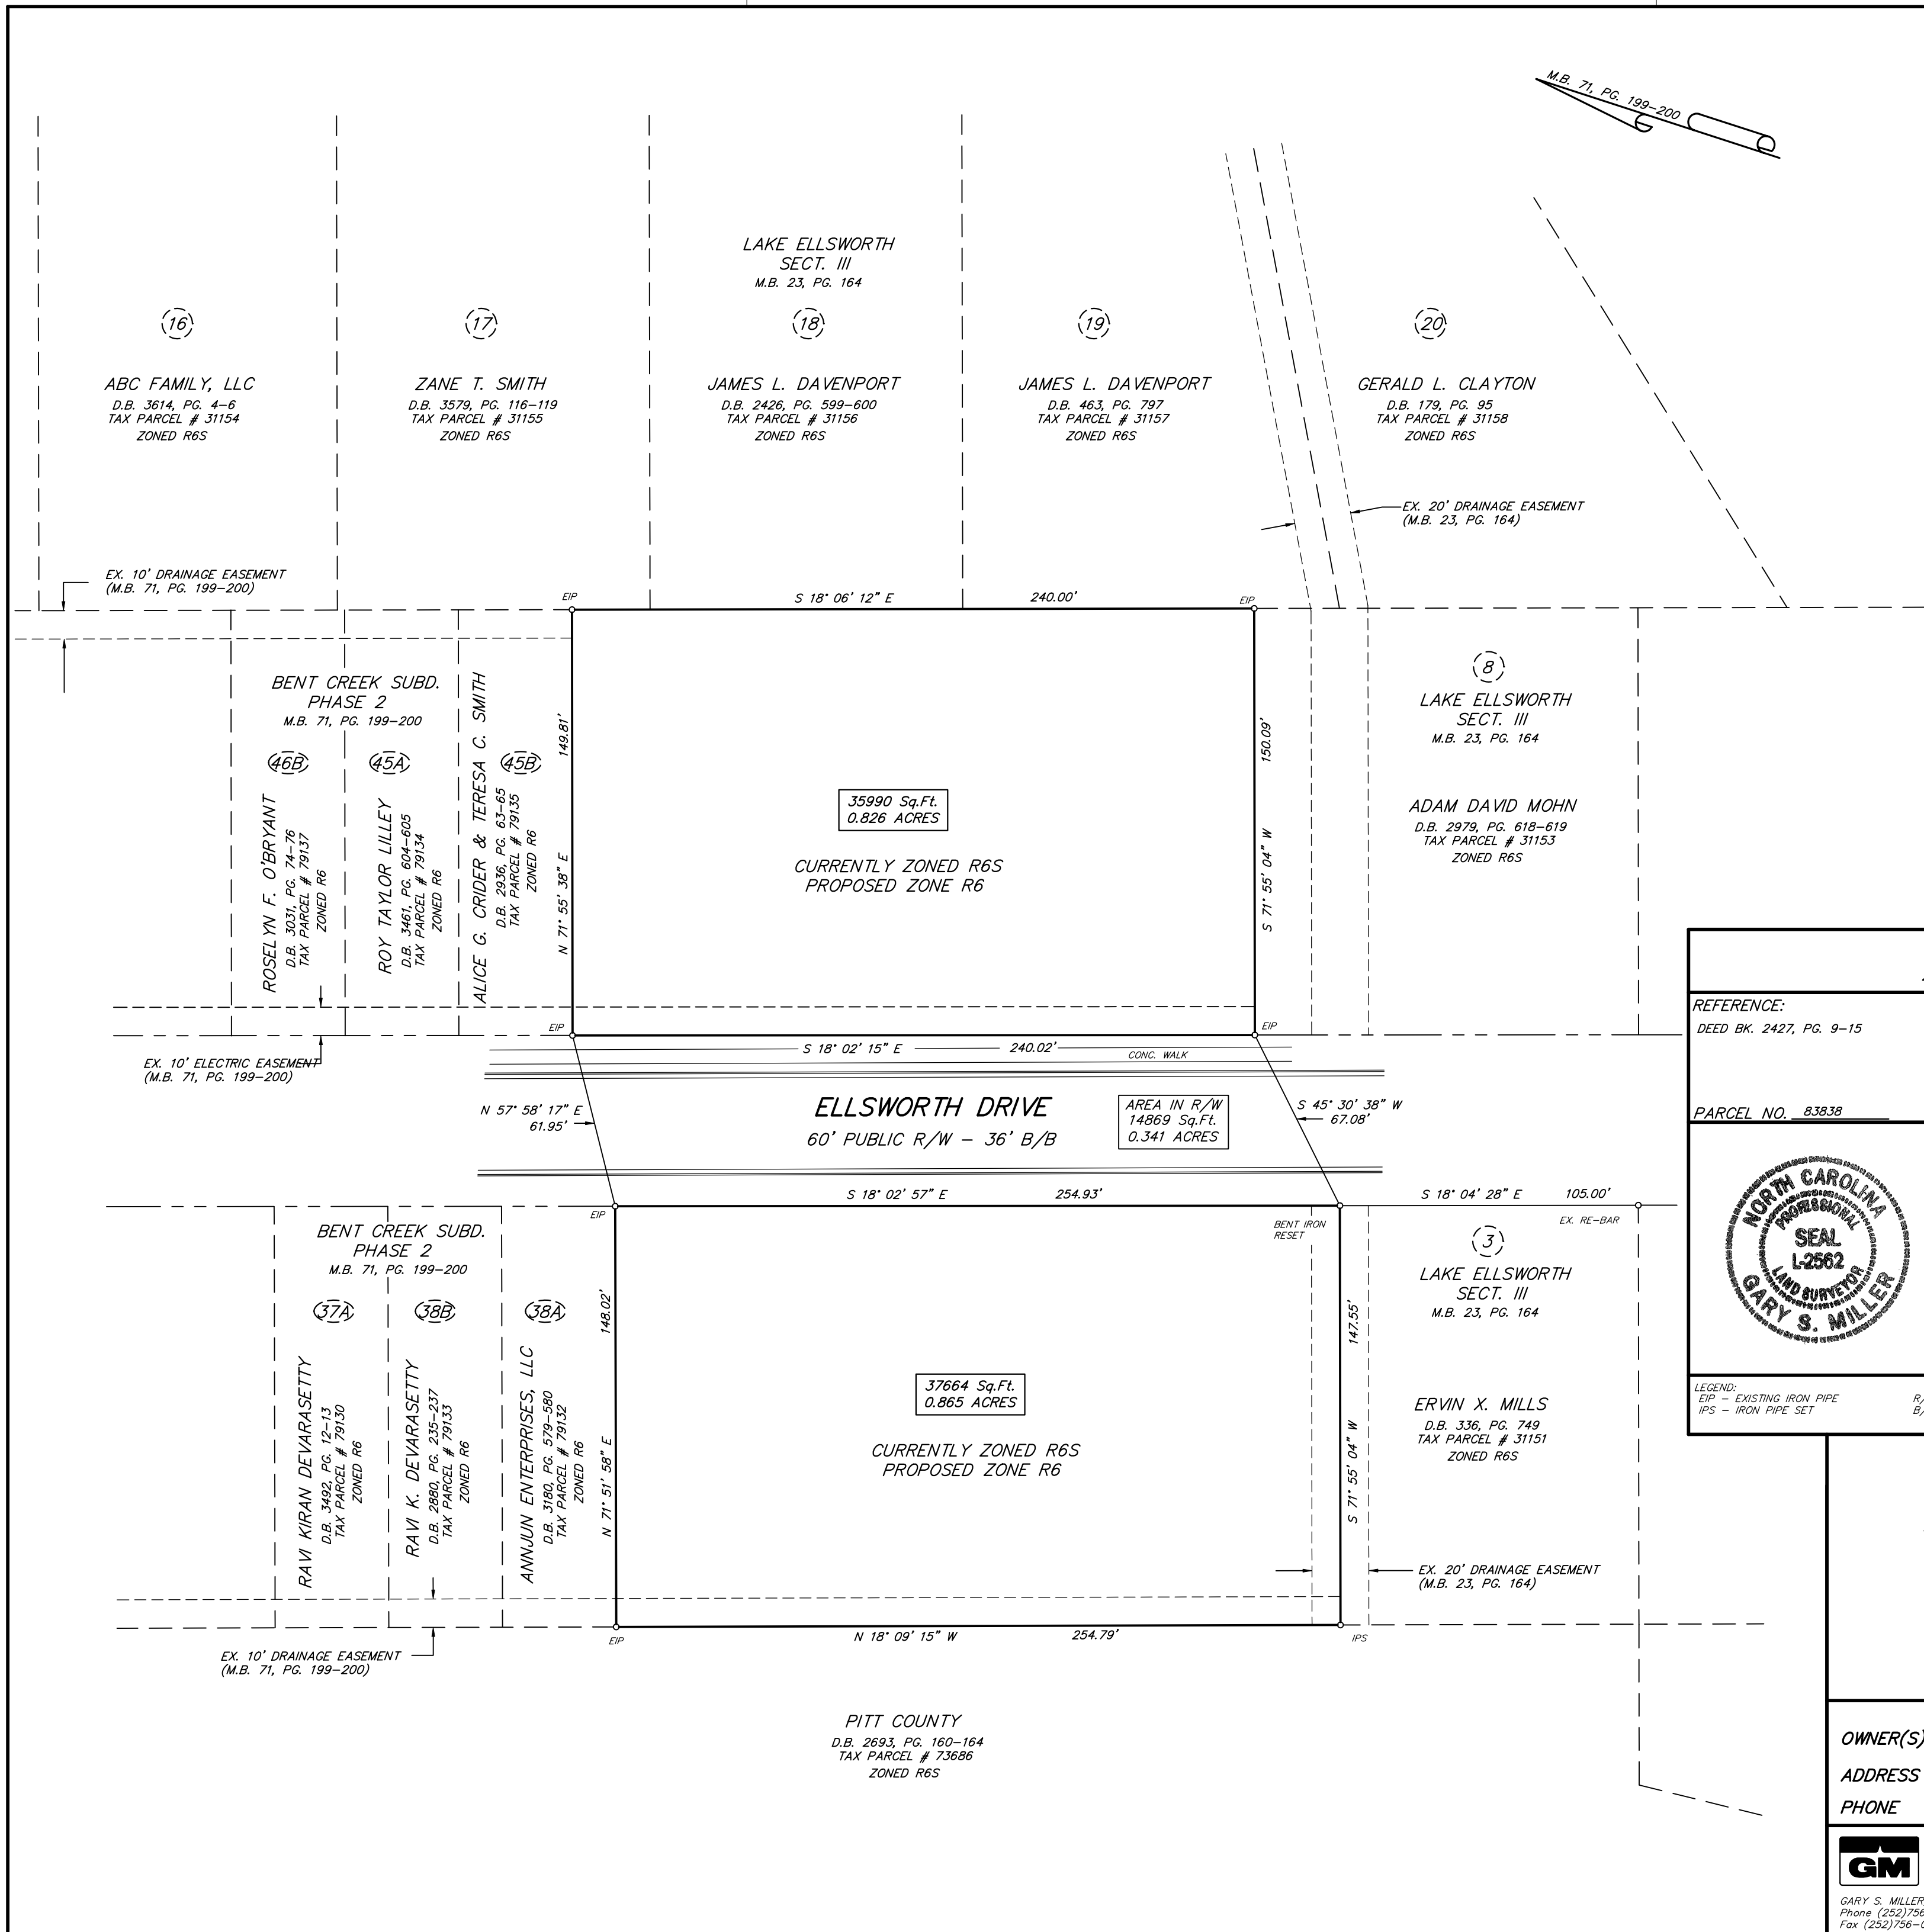 M.B. 71, PG. 199-200
LAKE ELLSWORTH
SECT. III
M.B. 23, PG. 164
16
ABC FAMILY, LLC
D.B. 3614, PG. 4-6
TAX PARCEL # 31154
ZONED R6S
17
ZANE T. SMITH
D.B. 3579, PG. 116-119
TAX PARCEL # 31155
ZONED R6S
18
JAMES L. DAVENPORT
D.B. 2426, PG. 599-600
TAX PARCEL # 31156
ZONED R6S
19
JAMES L. DAVENPORT
D.B. 463, PG. 797
TAX PARCEL # 31157
ZONED R6S
20
GERALD L. CLAYTON
D.B. 179, PG. 95
TAX PARCEL # 31158
ZONED R6S
EX. 20' DRAINAGE EASEMENT
(M.B. 23, PG. 164)
EX. 10' DRAINAGE EASEMENT
(M.B. 71, PG. 199-200)
EIP
S 18° 06' 12" E 240.00'
EIP
BENT CREEK SUBD.
PHASE 2
M.B. 71, PG. 199-200
46B
ROSELYN F. O'BRYANT
D.B. 3031, PG. 74-76
TAX PARCEL # 79137
ZONED R6
45A
ROY TAYLOR LILLEY
D.B. 3461, PG. 604-605
TAX PARCEL # 79134
ZONED R6
45B
ALICE G. CRIDER & TERESA C. SMITH
D.B. 2936, PG. 63-65
TAX PARCEL # 79135
ZONED R6
N 71° 55' 38" E 149.81'
35990 Sq.Ft.
0.826 ACRES
CURRENTLY ZONED R6S
PROPOSED ZONE R6
S 71° 55' 04" W 150.09'
8
LAKE ELLSWORTH
SECT. III
M.B. 23, PG. 164
ADAM DAVID MOHN
D.B. 2979, PG. 618-619
TAX PARCEL # 31153
ZONED R6S
EIP
EIP
EX. 10' ELECTRIC EASEMENT
(M.B. 71, PG. 199-200)
S 18° 02' 15" E 240.02'
CONC. WALK
N 57° 58' 17" E
61.95'
ELLSWORTH DRIVE
60' PUBLIC R/W - 36' B/B
AREA IN R/W
14869 Sq.Ft.
0.341 ACRES
S 45° 30' 38" W
67.08'
S 18° 02' 57" E 254.93'
S 18° 04' 28" E 105.00'
EIP
BENT IRON
RESET
EX. RE-BAR
BENT CREEK SUBD.
PHASE 2
M.B. 71, PG. 199-200
37A
RAVI KIRAN DEVARASETTY
D.B. 3492, PG. 12-13
TAX PARCEL # 79130
ZONED R6
38B
RAVI K. DEVARASETTY
D.B. 2880, PG. 235-237
TAX PARCEL # 79133
ZONED R6
38A
ANNJUN ENTERPRISES, LLC
D.B. 3180, PG. 579-580
TAX PARCEL # 79132
ZONED R6
N 71° 51' 58" E 148.02'
37664 Sq.Ft.
0.865 ACRES
CURRENTLY ZONED R6S
PROPOSED ZONE R6
S 71° 55' 04" W 147.55'
3
LAKE ELLSWORTH
SECT. III
M.B. 23, PG. 164
ERVIN X. MILLS
D.B. 336, PG. 749
TAX PARCEL # 31151
ZONED R6S
EX. 20' DRAINAGE EASEMENT
(M.B. 23, PG. 164)
EIP
N 18° 09' 15" W 254.79'
IPS
EX. 10' DRAINAGE EASEMENT
(M.B. 71, PG. 199-200)
PITT COUNTY
D.B. 2693, PG. 160-164
TAX PARCEL # 73686
ZONED R6S
REFERENCE:
DEED BK. 2427, PG. 9-15
PARCEL NO. 83838
NORTH CAROLINA
PROFESSIONAL
SEAL
L-2562
LAND SURVEYOR
GARY S. MILLER
LEGEND:
EIP - EXISTING IRON PIPE R/
IPS - IRON PIPE SET B/
OWNER(S)
ADDRESS
PHONE
GM
GARY S. MILLER
Phone (252)756
Fax (252)756-